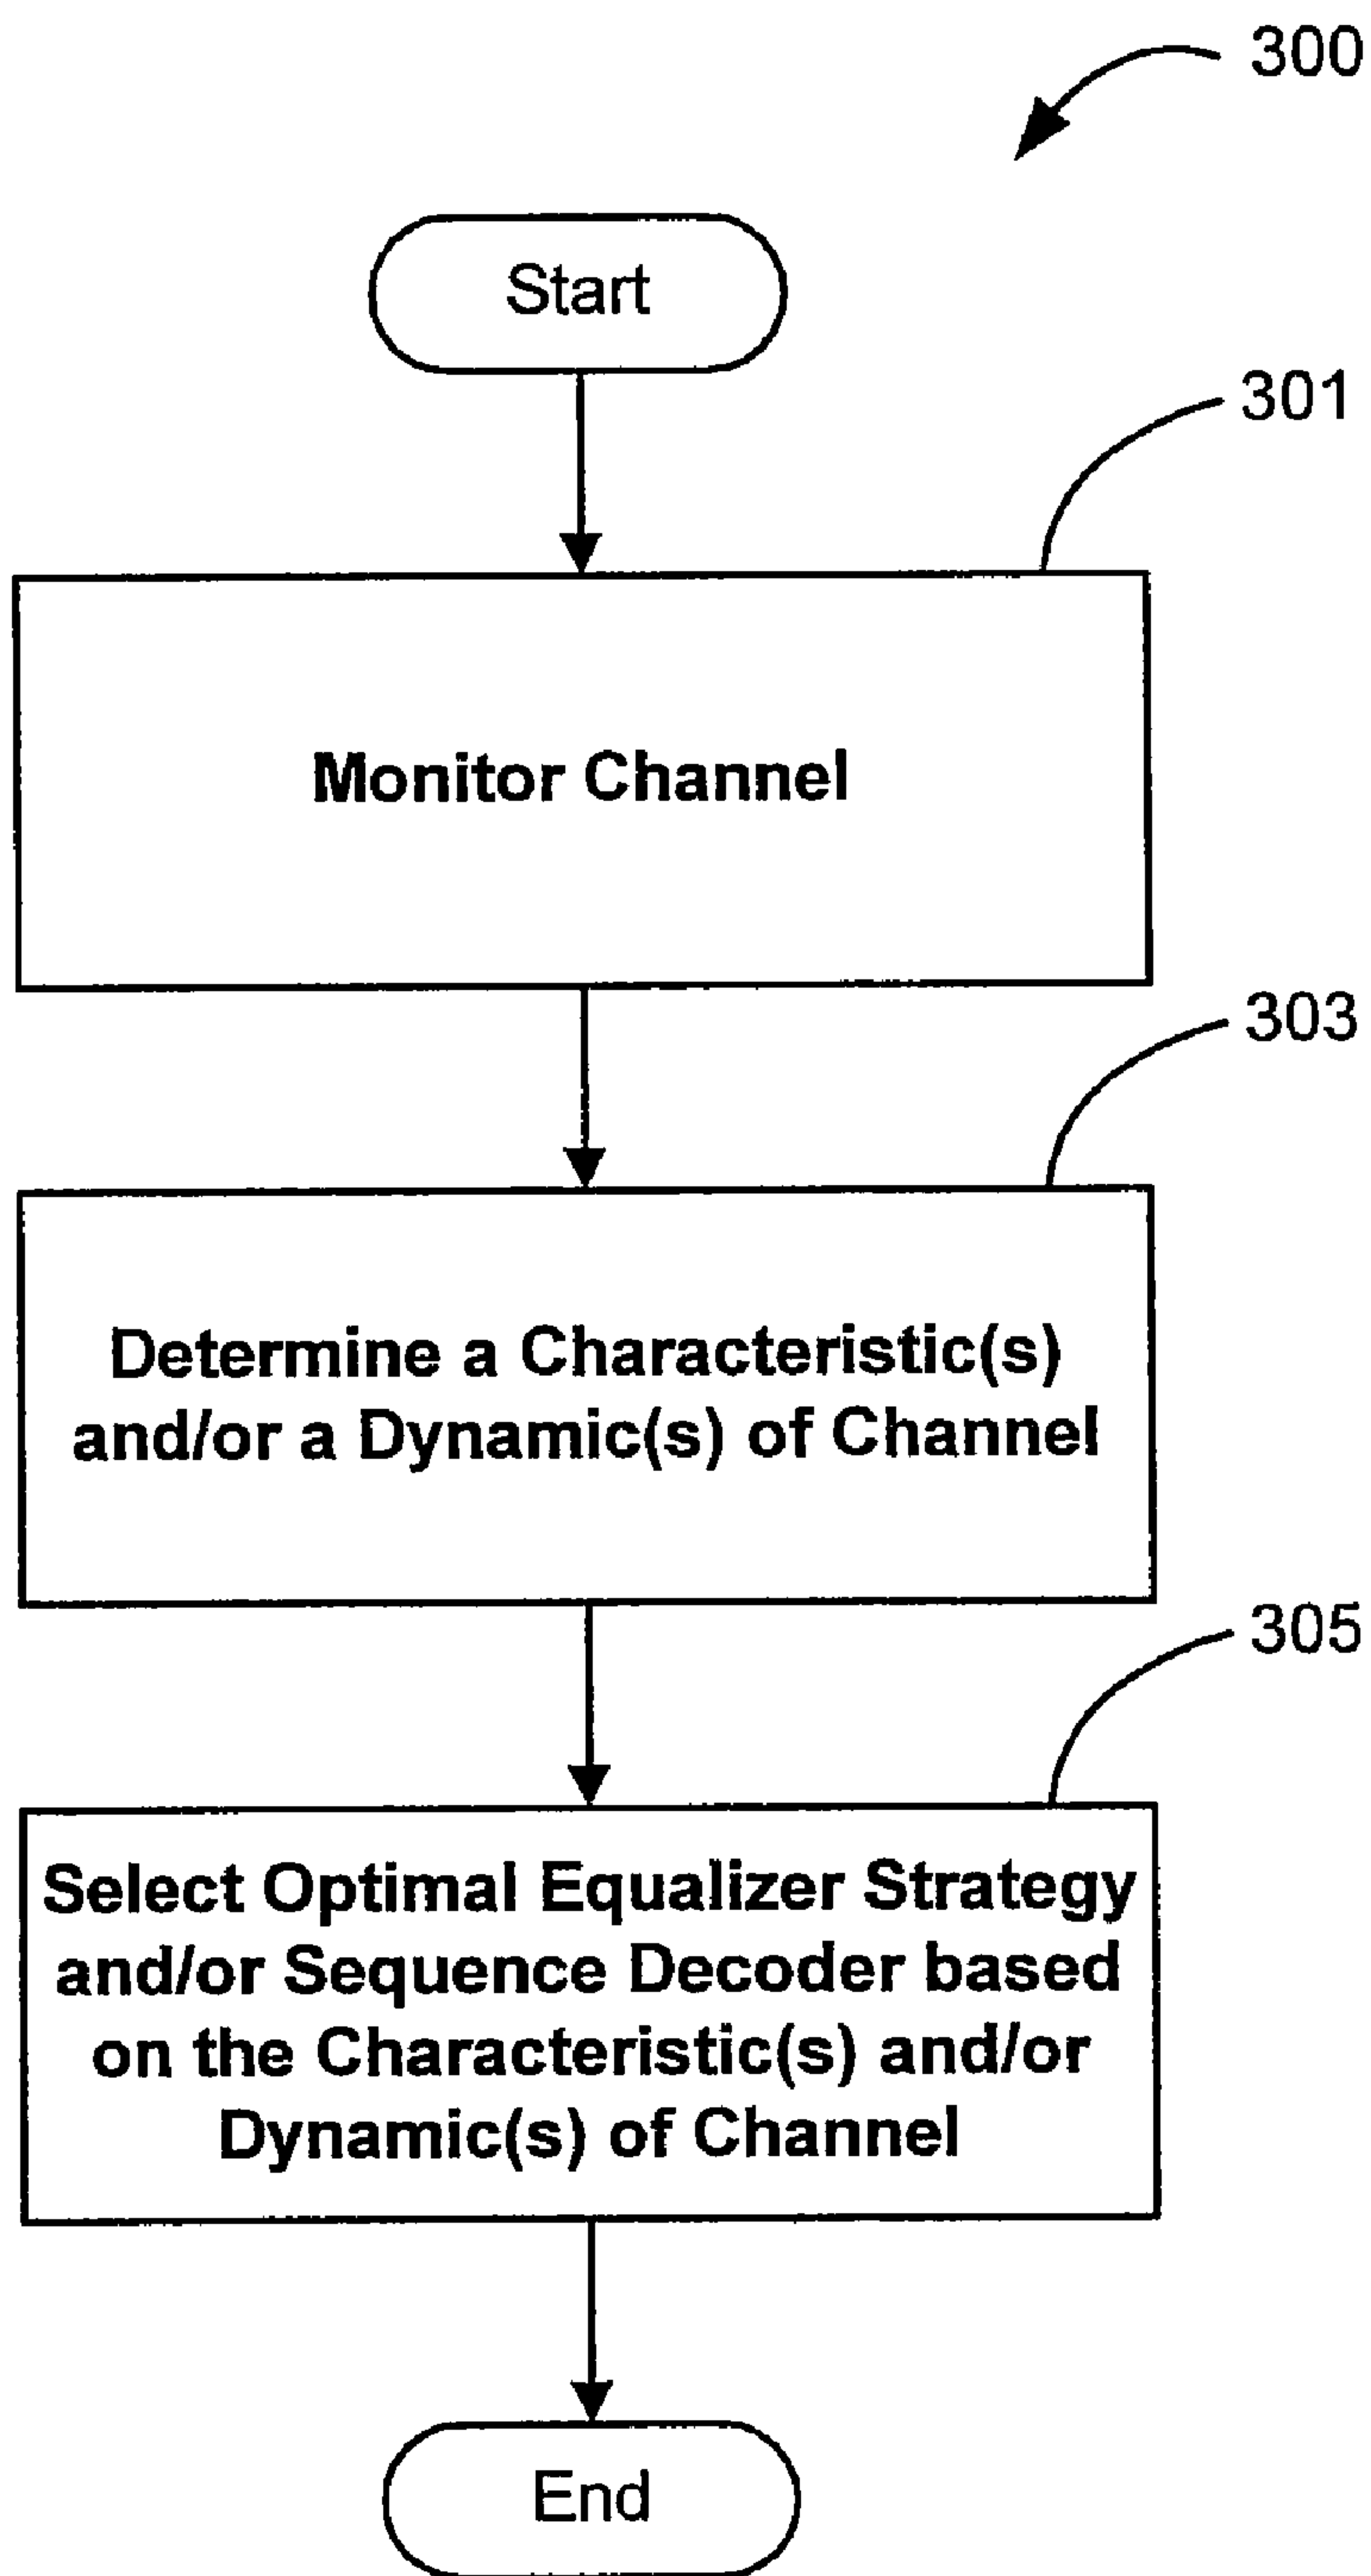 300
Start
301
Monitor Channel
303
Determine a Characteristic(s)
and/or a Dynamic(s) of Channel
305
Select Optimal Equalizer Strategy
and/or Sequence Decoder based
on the Characteristic(s) and/or
Dynamic(s) of Channel
End